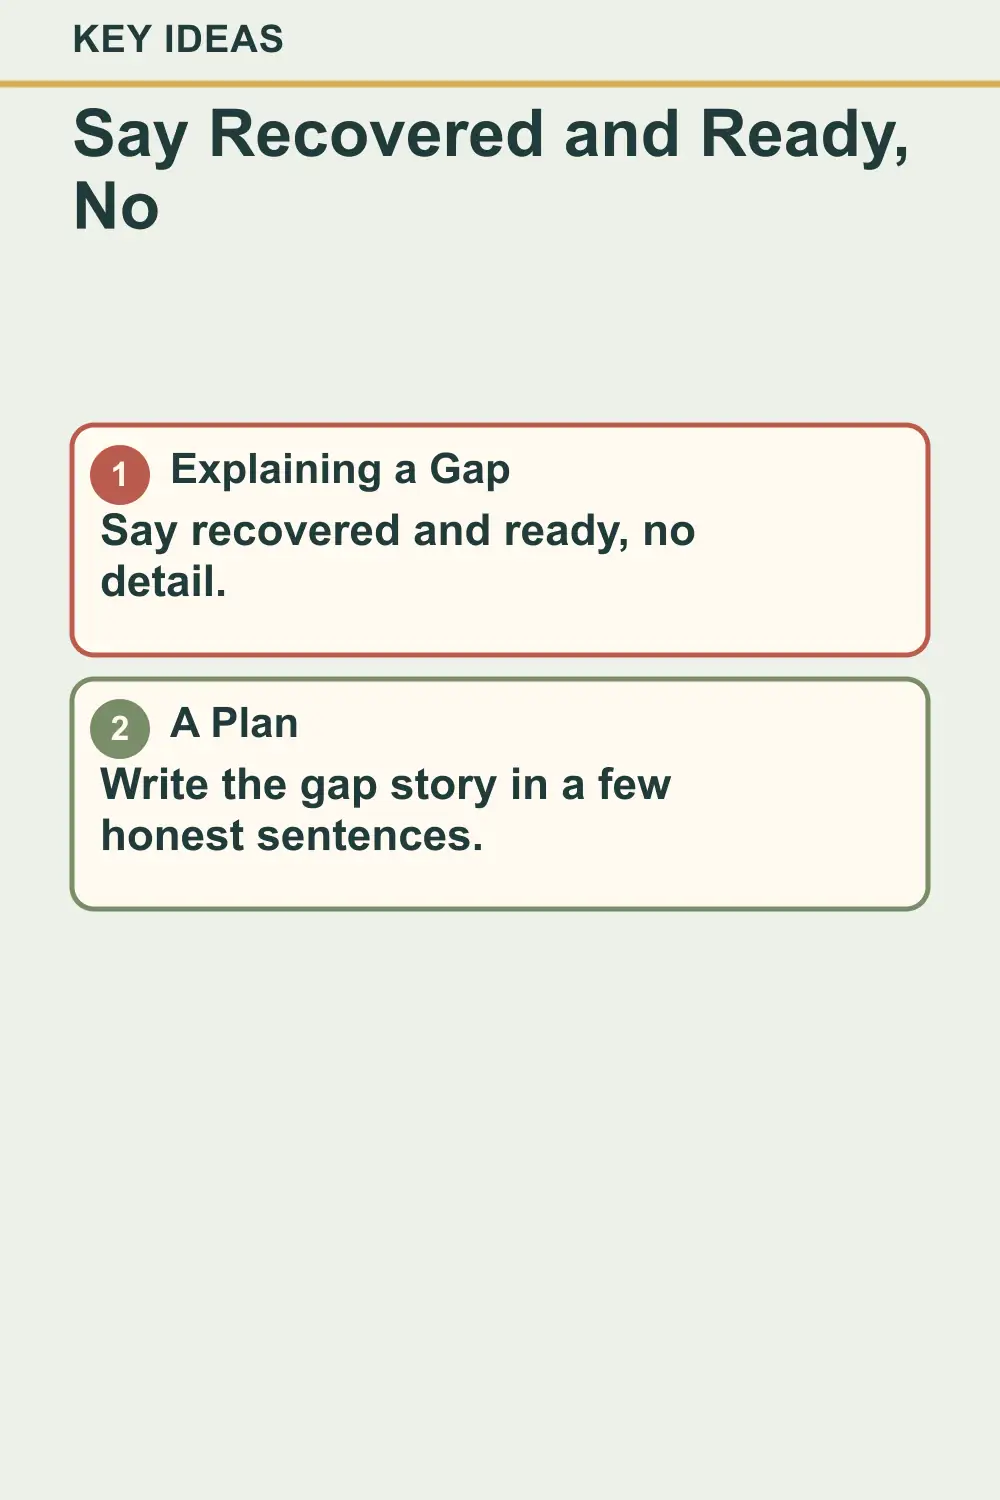 KEY IDEAS
Say Recovered and Ready,
No
1 Explaining a Gap
Say recovered and ready, no
detail.
2 A Plan
Write the gap story in a few
honest sentences.